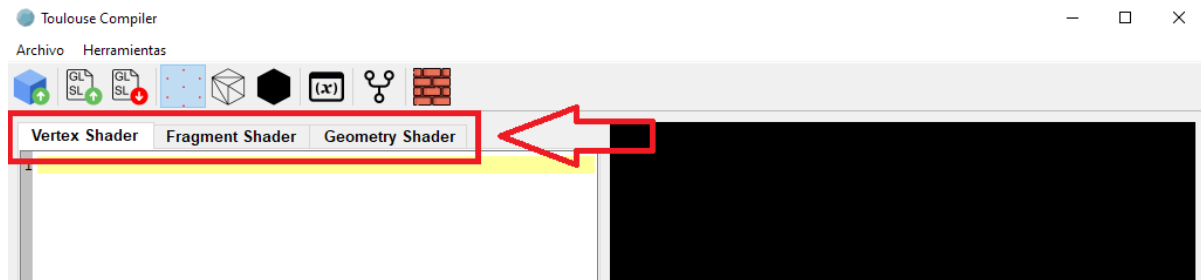 Toulouse Compiler
Archivo Herramientas
GL SL GL SL (x)
Vertex Shader Fragment Shader Geometry Shader
1